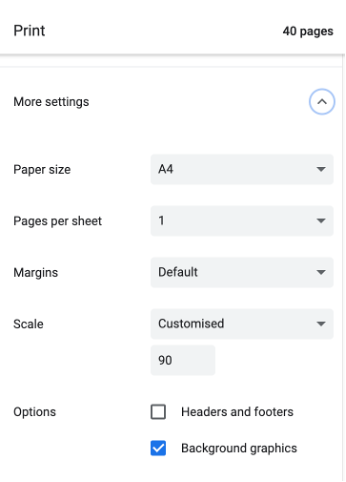 Print 40 pages
More settings
Paper size A4
Pages per sheet 1
Margins Default
Scale Customised
90
Options Headers and footers
Background graphics